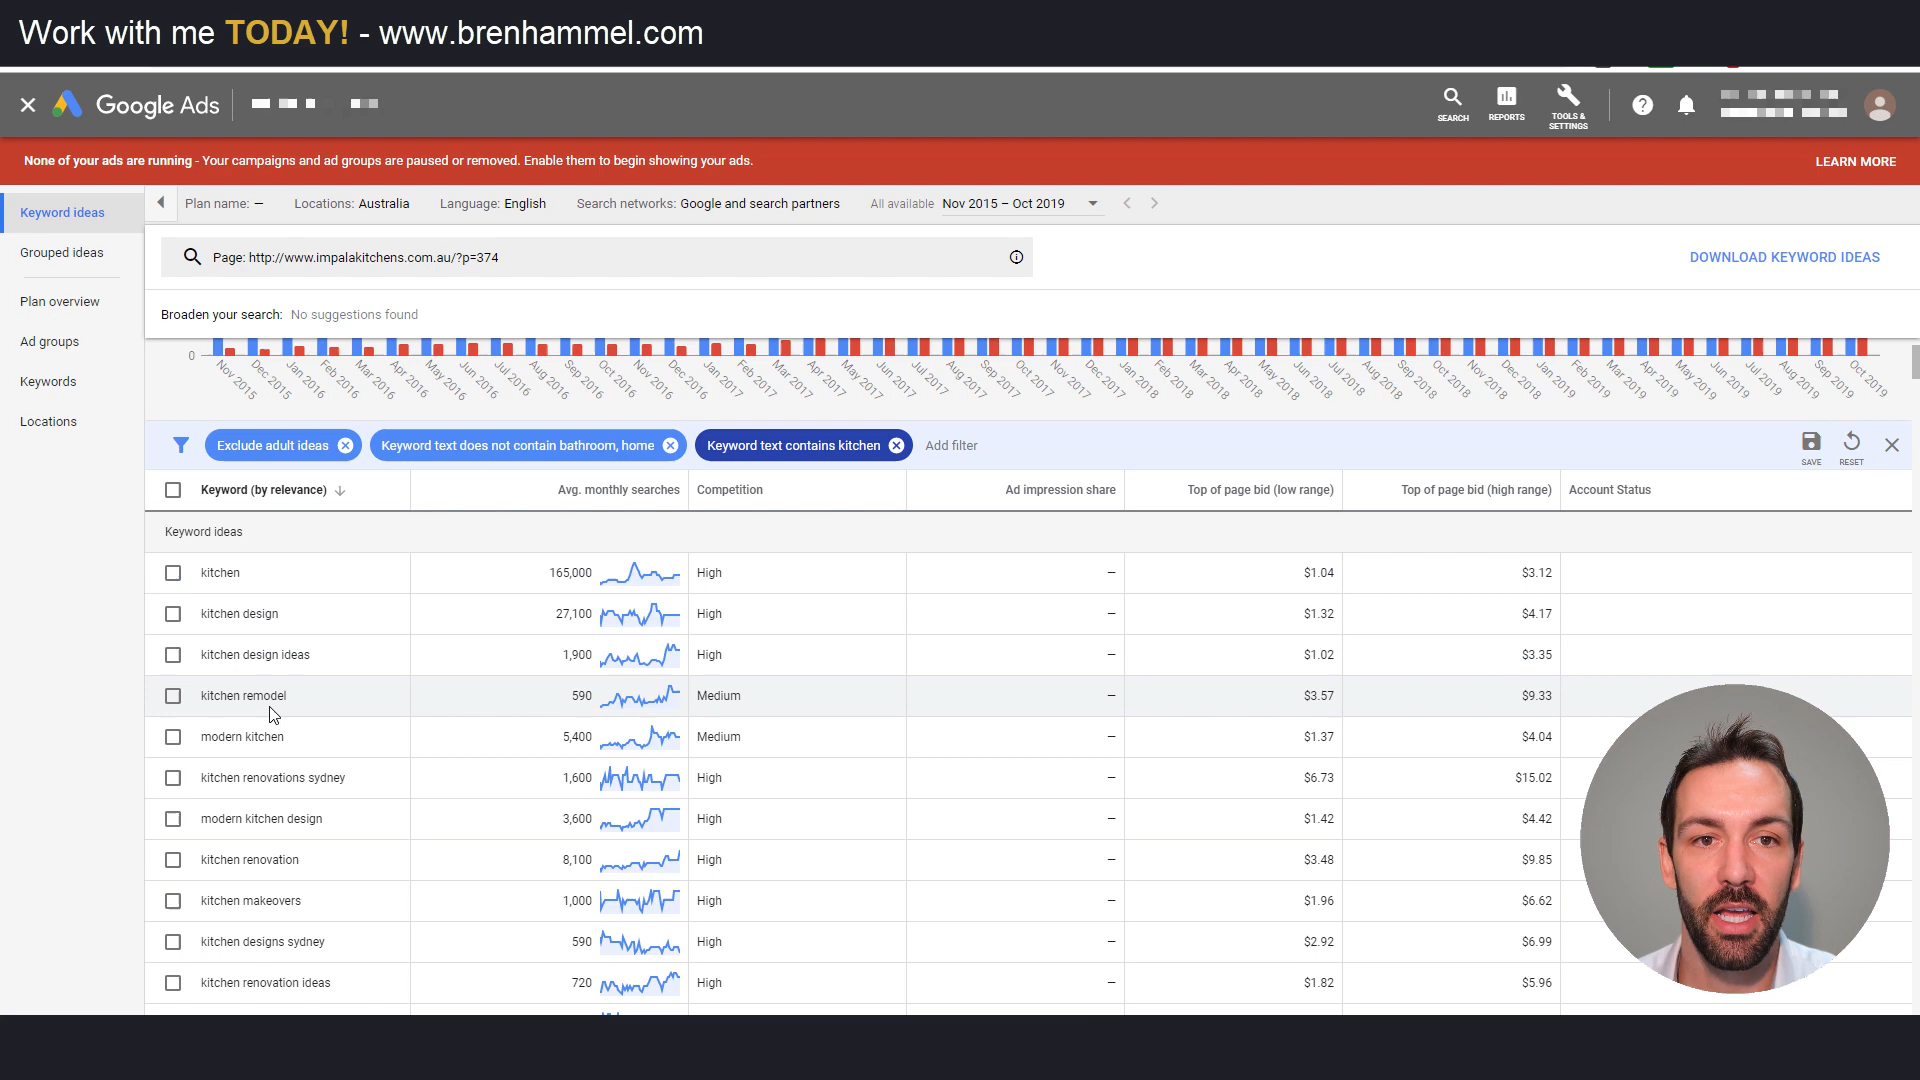 Work with me TODAY! - www.brenhammel.com
Google Ads
SEARCH
REPORTS
TOOLS & SETTINGS
None of your ads are running - Your campaigns and ad groups are paused or removed. Enable them to begin showing your ads.
LEARN MORE
Keyword ideas
Grouped ideas
Plan overview
Ad groups
Keywords
Locations
Plan name: –
Locations: Australia
Language: English
Search networks: Google and search partners
All available Nov 2015 – Oct 2019
Page: http://www.impalakitchens.com.au/?p=374
DOWNLOAD KEYWORD IDEAS
Broaden your search: No suggestions found
0
Nov 2015 Dec 2015 Jan 2016 Feb 2016 Mar 2016 Apr 2016 May 2016 Jun 2016 Jul 2016 Aug 2016 Sep 2016 Oct 2016 Nov 2016 Dec 2016 Jan 2017 Feb 2017 Mar 2017 Apr 2017 May 2017 Jun 2017 Jul 2017 Aug 2017 Sep 2017 Oct 2017 Nov 2017 Dec 2017 Jan 2018 Feb 2018 Mar 2018 Apr 2018 May 2018 Jun 2018 Jul 2018 Aug 2018 Sep 2018 Oct 2018 Nov 2018 Dec 2018 Jan 2019 Feb 2019 Mar 2019 Apr 2019 May 2019 Jun 2019 Jul 2019 Aug 2019 Sep 2019 Oct 2019
Exclude adult ideas
Keyword text does not contain bathroom, home
Keyword text contains kitchen
Add filter
SAVE
RESET
Keyword (by relevance) Avg. monthly searches Competition Ad impression share Top of page bid (low range) Top of page bid (high range) Account Status
Keyword ideas
kitchen 165,000 High – $1.04 $3.12
kitchen design 27,100 High – $1.32 $4.17
kitchen design ideas 1,900 High – $1.02 $3.35
kitchen remodel 590 Medium – $3.57 $9.33
modern kitchen 5,400 Medium – $1.37 $4.04
kitchen renovations sydney 1,600 High – $6.73 $15.02
modern kitchen design 3,600 High – $1.42 $4.42
kitchen renovation 8,100 High – $3.48 $9.85
kitchen makeovers 1,000 High – $1.96 $6.62
kitchen designs sydney 590 High – $2.92 $6.99
kitchen renovation ideas 720 High – $1.82 $5.96